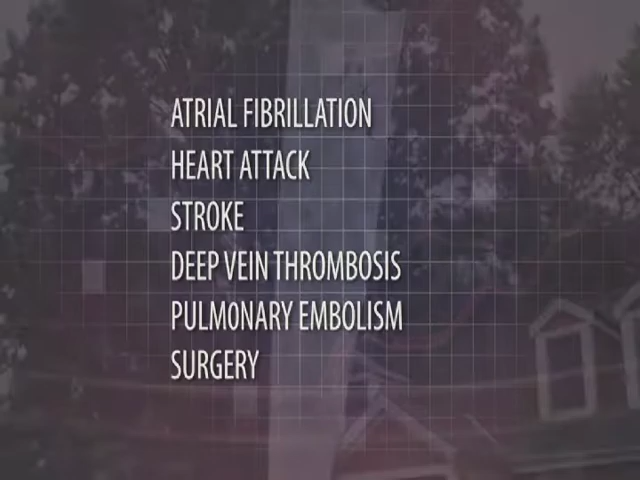 ATRIAL FIBRILLATION
HEART ATTACK
STROKE
DEEP VEIN THROMBOSIS
PULMONARY EMBOLISM
SURGERY